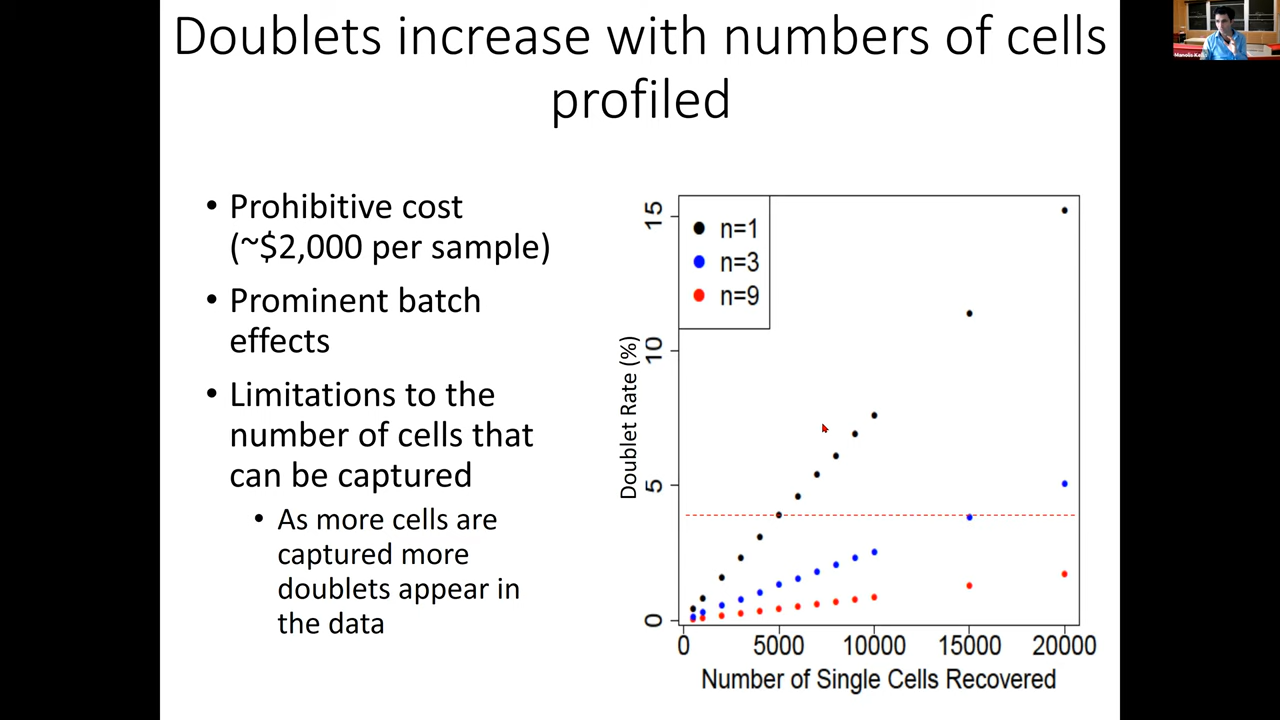 Doublets increase with numbers of cells
profiled
• Prohibitive cost
(~$2,000 per sample)
• Prominent batch
effects
• Limitations to the
number of cells that
can be captured
• As more cells are
captured more
doublets appear in
the data
n=1
n=3
n=9
Doublet Rate (%)
15
10
5
0
0 5000 10000 15000 20000
Number of Single Cells Recovered
Manolis